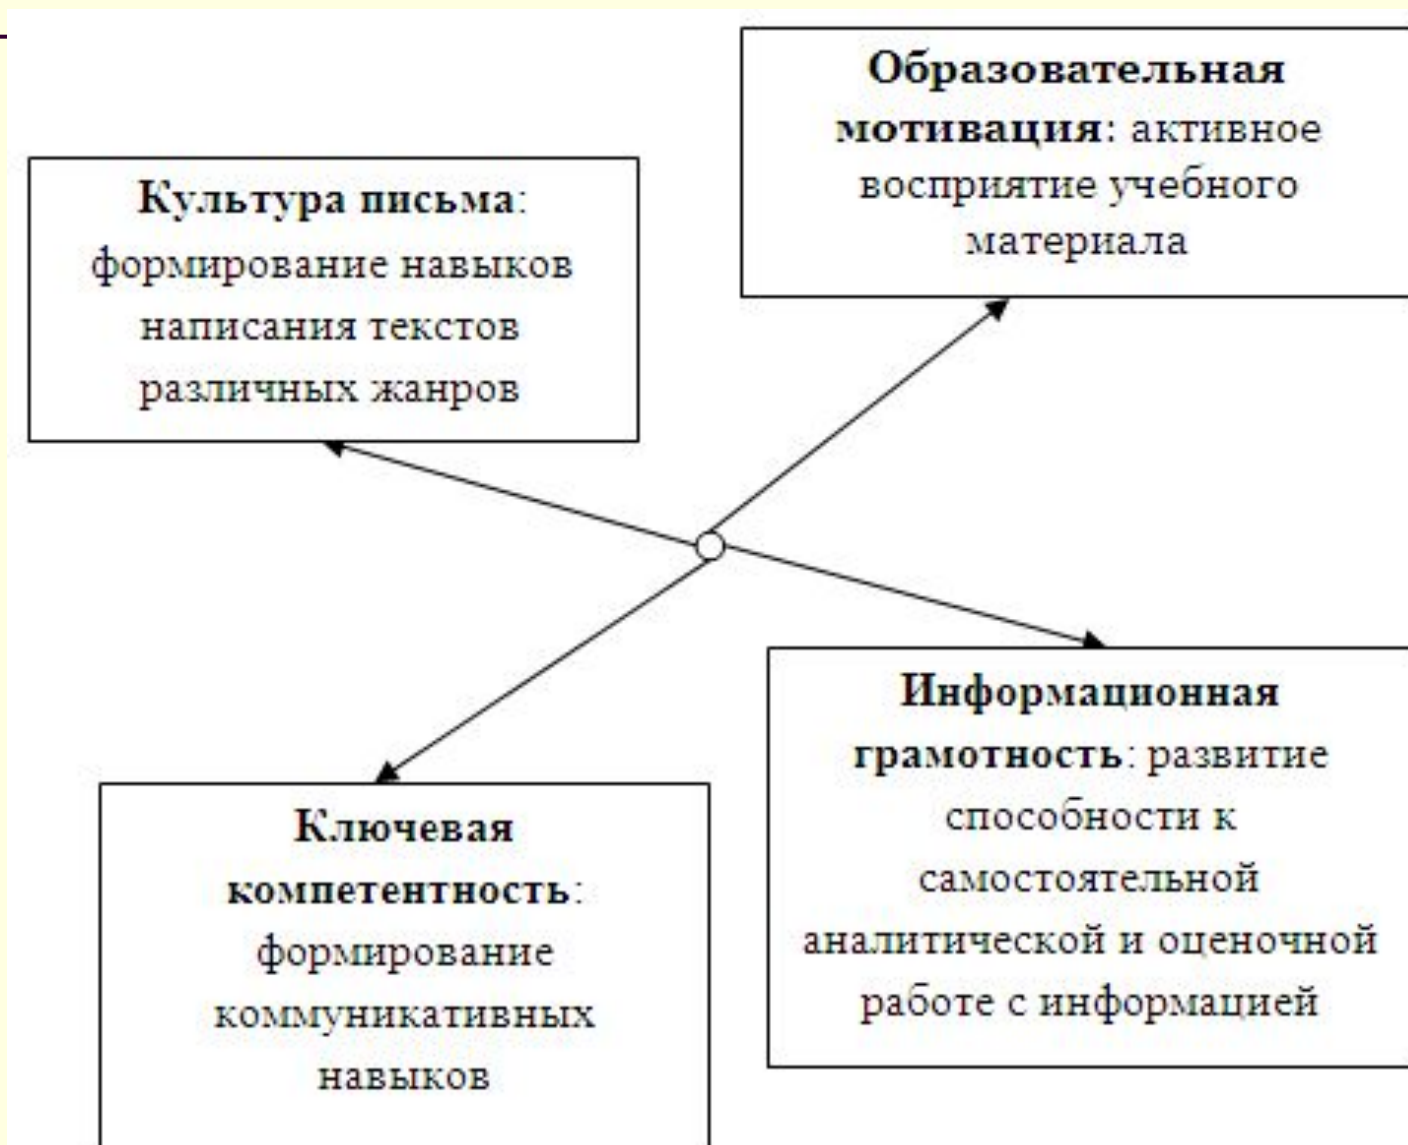 Образовательная
мотивация: активное
восприятие учебного
материала
Культура письма:
формирование навыков
написания текстов
различных жанров
Информационная
грамотность: развитие
способности к
самостоятельной
аналитической и оценочной
работе с информацией
Ключевая
компетентность:
формирование
коммуникативных
навыков